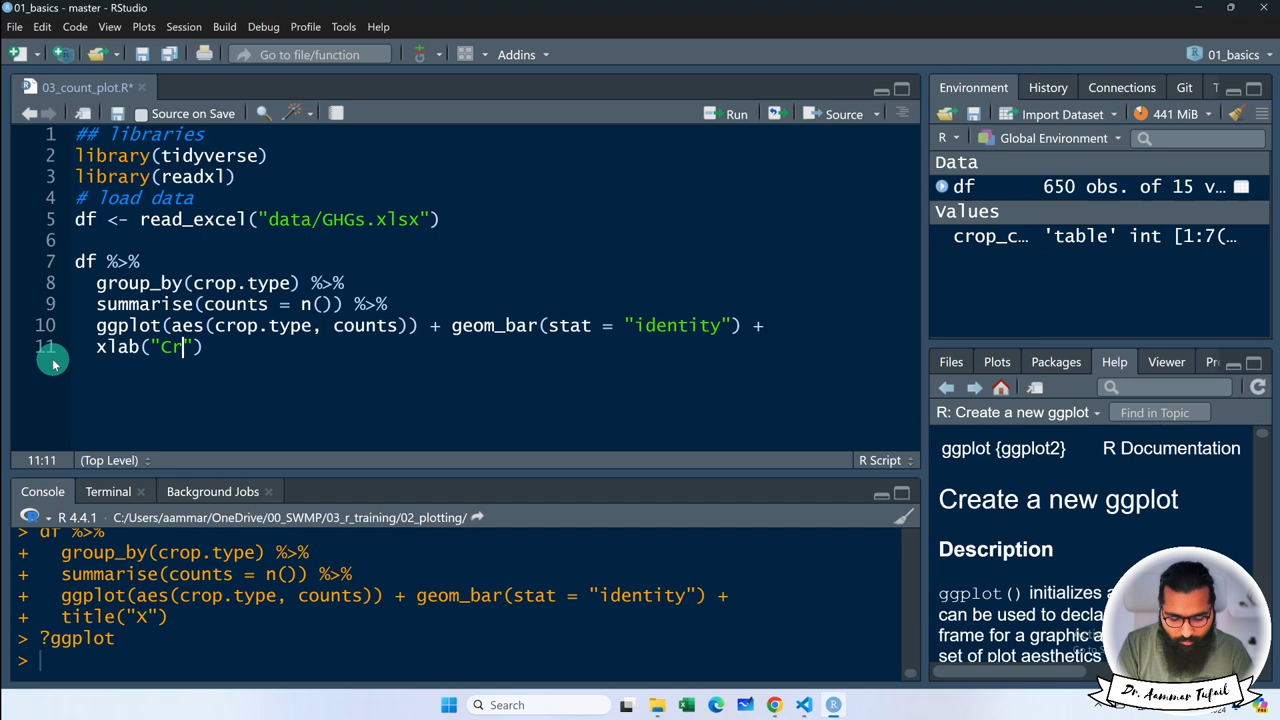 01_basics - master - RStudio
File Edit Code View Plots Session Build Debug Profile Tools Help
Go to file/function Addins 01_basics
03_count_plot.R*
Source on Save Run Source
1 ## libraries
2 library(tidyverse)
3 library(readxl)
4 # load data
5 df <- read_excel("data/GHGs.xlsx")
6
7 df %>%
8 group_by(crop.type) %>%
9 summarise(counts = n()) %>%
10 ggplot(aes(crop.type, counts)) + geom_bar(stat = "identity") +
11 xlab("Cr")
11:11 (Top Level) R Script
Console Terminal Background Jobs
R 4.4.1 · C:/Users/aammar/OneDrive/00_SWMP/03_r_training/02_plotting/
> df %>%
+ group_by(crop.type) %>%
+ summarise(counts = n()) %>%
+ ggplot(aes(crop.type, counts)) + geom_bar(stat = "identity") +
+ title("X")
> ?ggplot
>
Environment History Connections Git T
Import Dataset 441 MiB
R Global Environment
Data
df 650 obs. of 15 v…
Values
crop_c… 'table' int [1:7(…
Files Plots Packages Help Viewer Pr
R: Create a new ggplot Find in Topic
ggplot {ggplot2} R Documentation
Create a new ggplot
Description
ggplot() initializes a
can be used to decla
frame for a graphic a
set of plot aesthetics
Dr. Aammar Tufail
Search